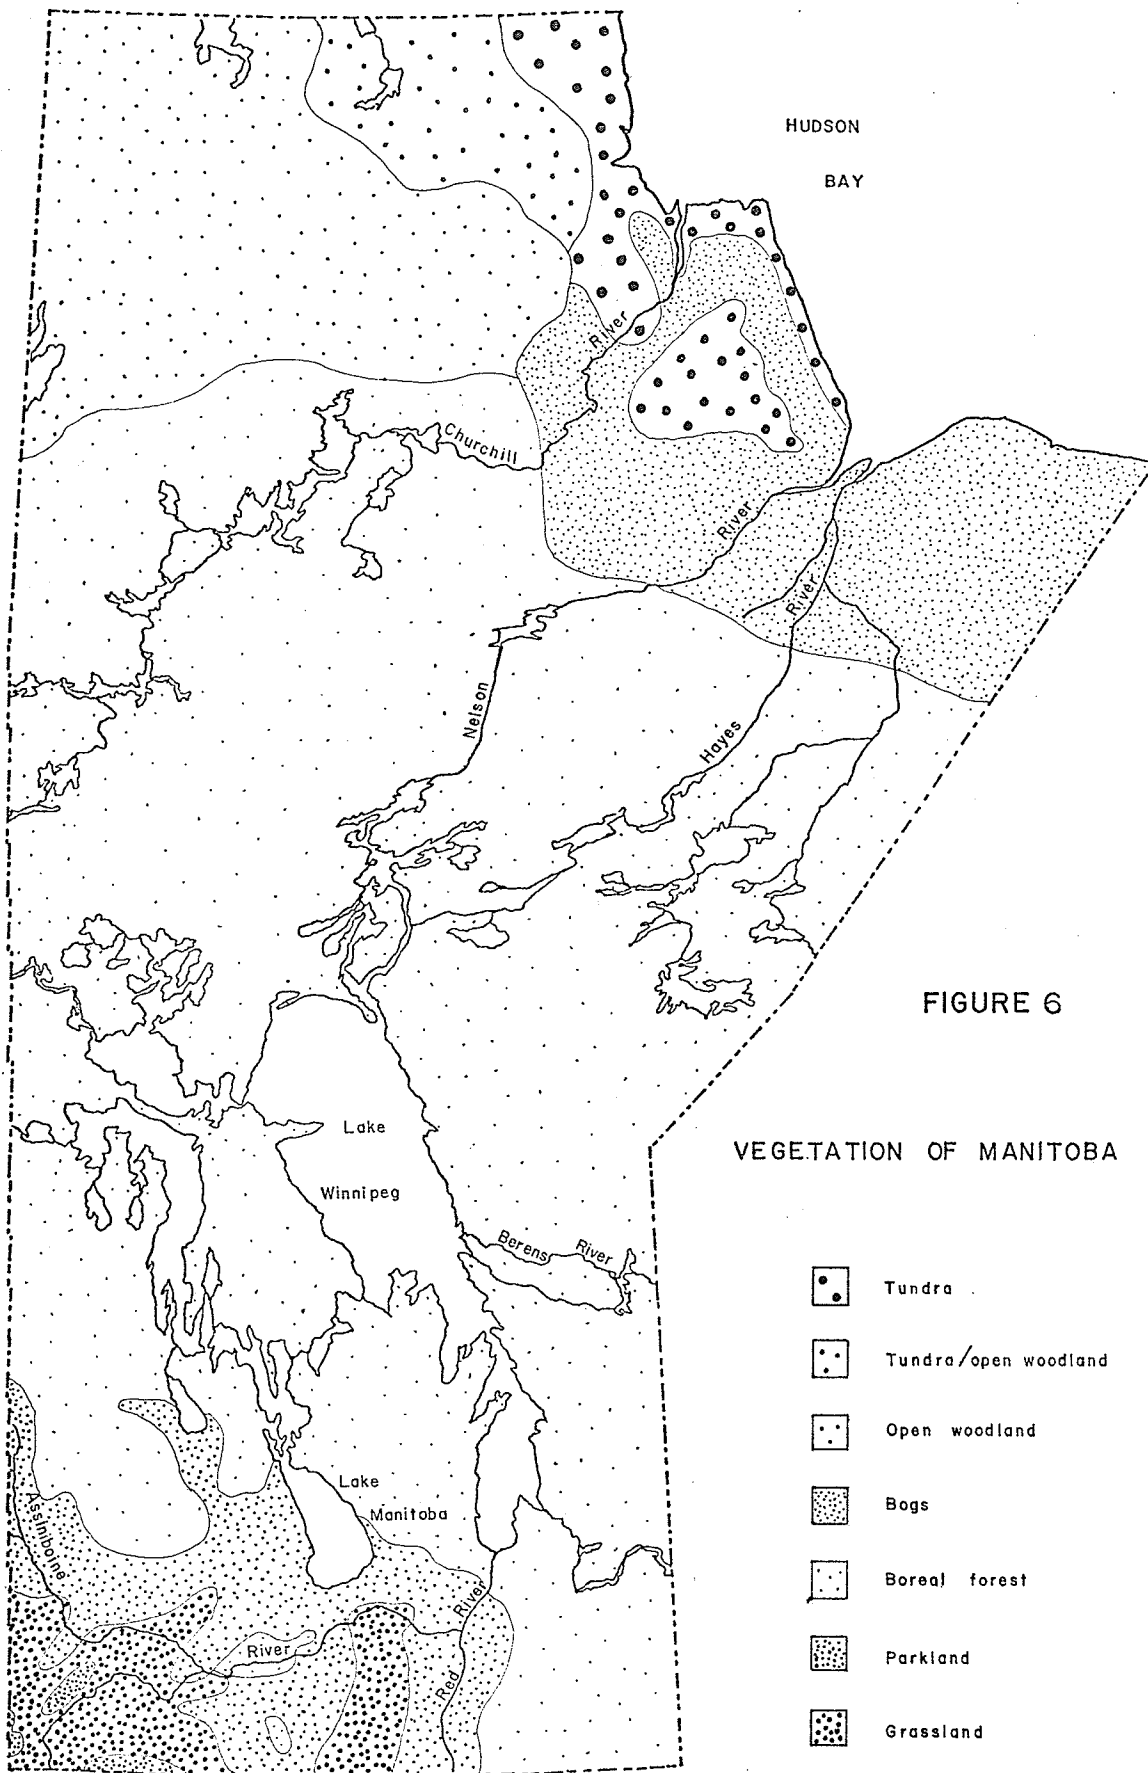 HUDSON
BAY
River
Churchill
River
River
Nelson
Hayes
FIGURE 6
Lake
Winnipeg
VEGETATION OF MANITOBA
Berens River
Tundra
Tundra/open woodland
Open woodland
Bogs
Boreal forest
Parkland
Grassland
Lake
Manitoba
Assiniboine
River
River
Red